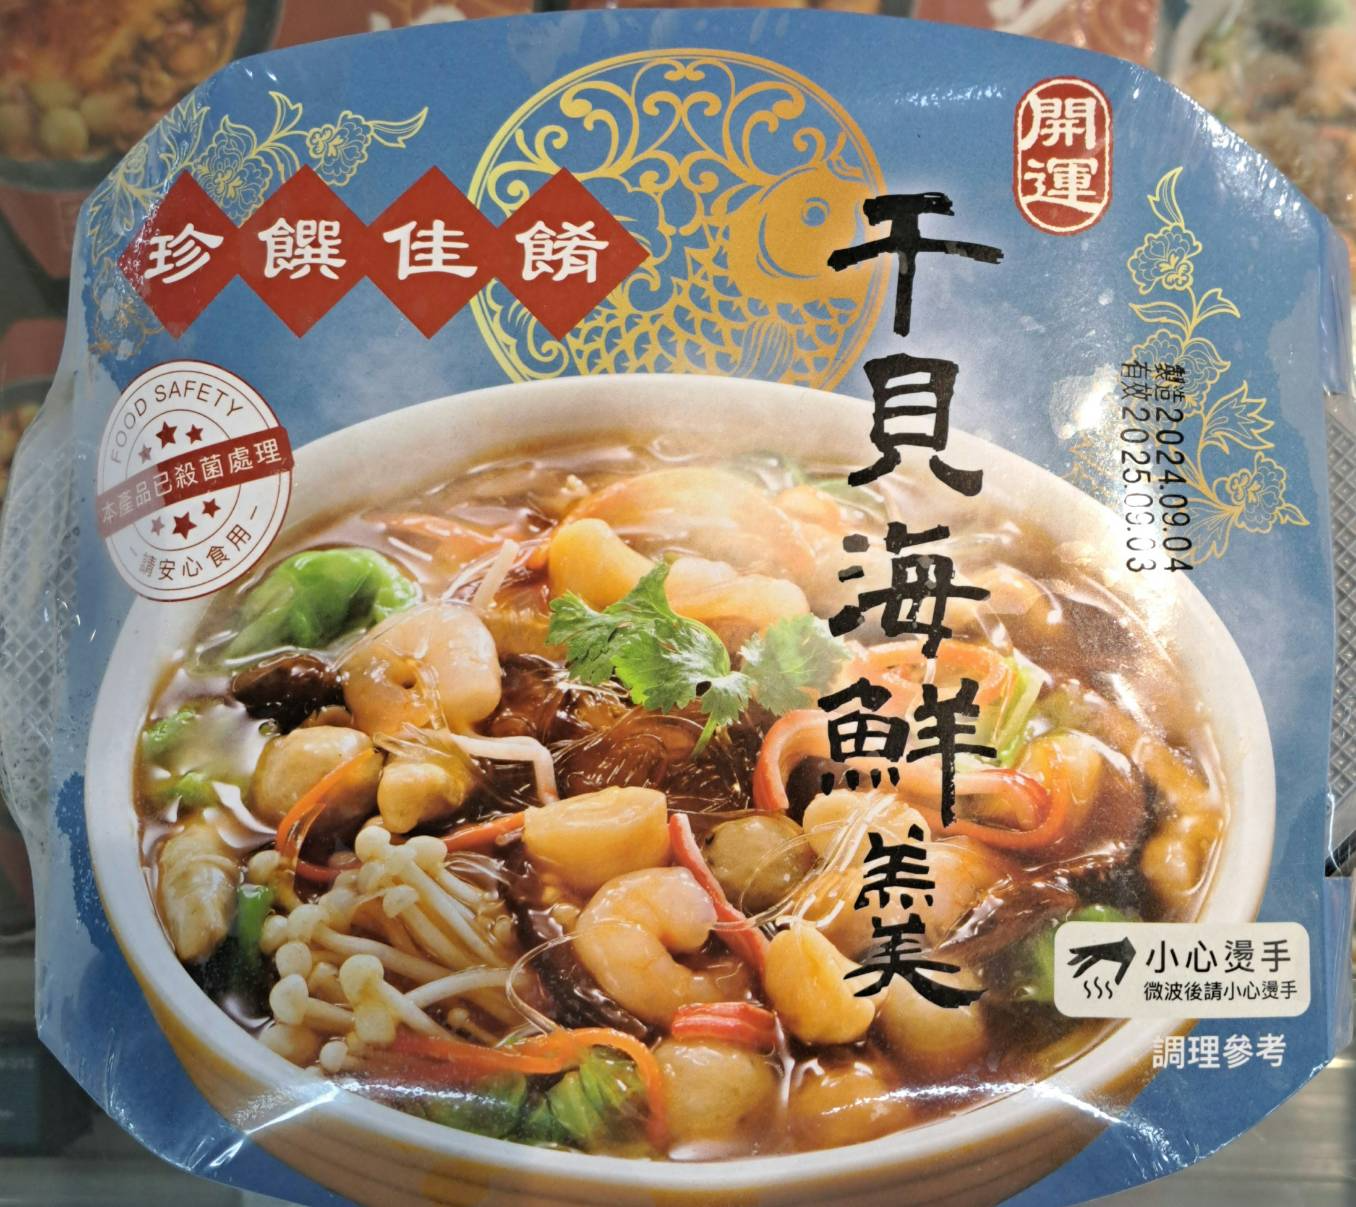 開運
珍饌佳餚
干貝海鮮羹
FOOD SAFETY
本產品已殺菌處理
請安心食用
製造2024.09.04
有效2025.09.03
小心燙手
微波後請小心燙手
調理參考